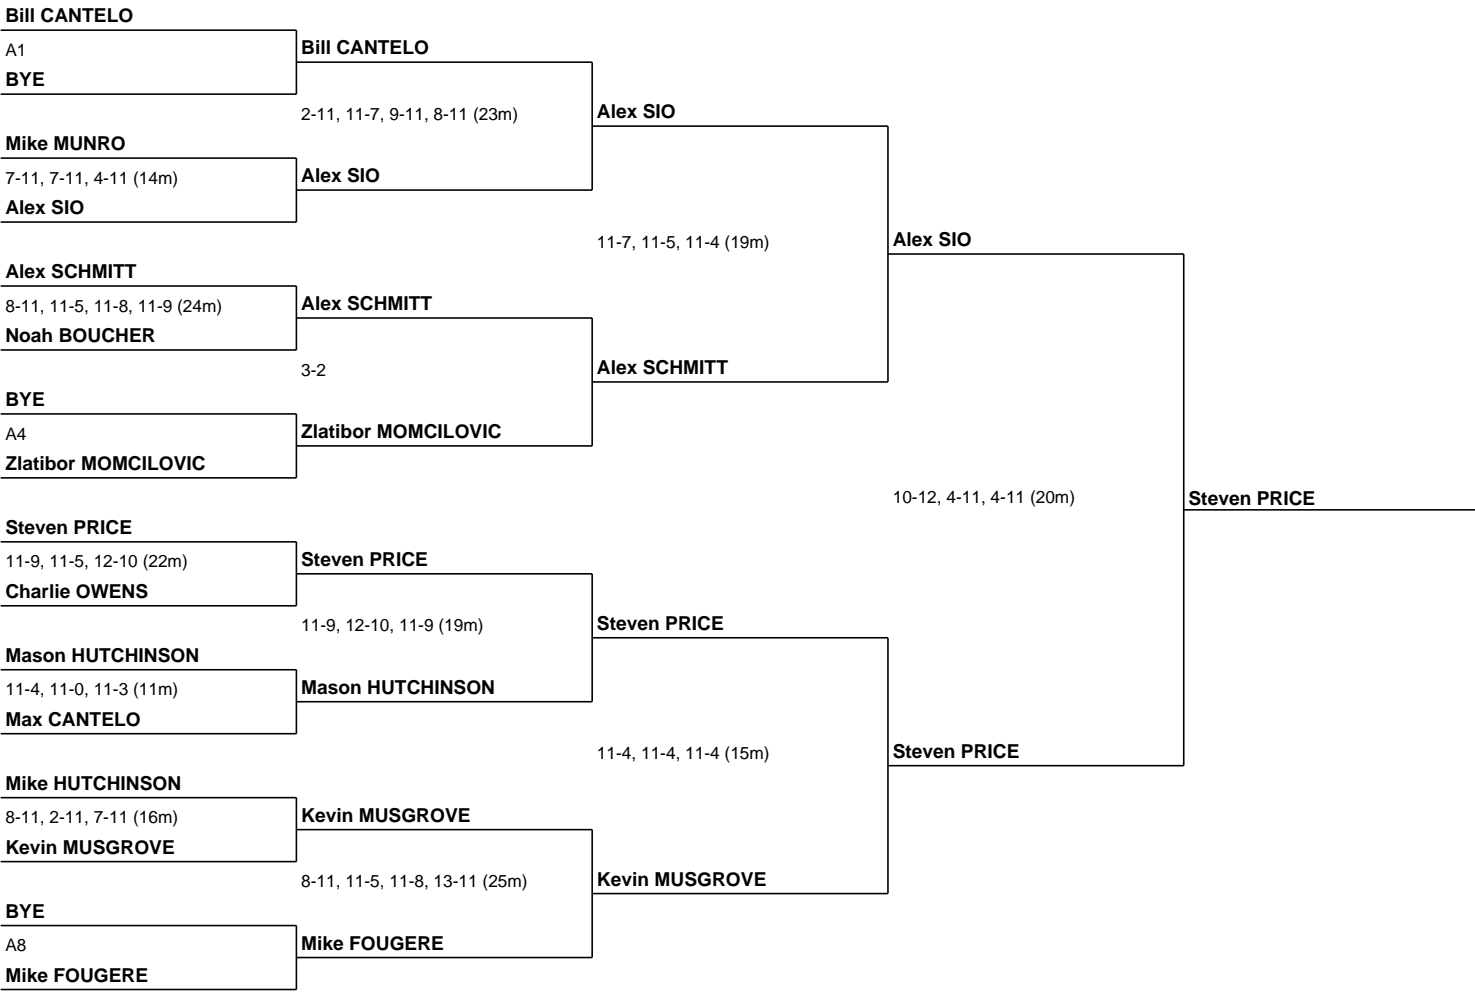 Bill CANTELO
A1
BYE
Bill CANTELO
2-11, 11-7, 9-11, 8-11 (23m)
Mike MUNRO
7-11, 7-11, 4-11 (14m)
Alex SIO
Alex SIO
Alex SIO
11-7, 11-5, 11-4 (19m)
Alex SCHMITT
8-11, 11-5, 11-8, 11-9 (24m)
Noah BOUCHER
Alex SCHMITT
3-2
BYE
A4
Zlatibor MOMCILOVIC
Zlatibor MOMCILOVIC
Alex SCHMITT
Alex SIO
10-12, 4-11, 4-11 (20m)
Steven PRICE
Steven PRICE
11-9, 11-5, 12-10 (22m)
Charlie OWENS
Steven PRICE
11-9, 12-10, 11-9 (19m)
Mason HUTCHINSON
11-4, 11-0, 11-3 (11m)
Max CANTELO
Mason HUTCHINSON
Steven PRICE
11-4, 11-4, 11-4 (15m)
Steven PRICE
Mike HUTCHINSON
8-11, 2-11, 7-11 (16m)
Kevin MUSGROVE
Kevin MUSGROVE
8-11, 11-5, 11-8, 13-11 (25m)
Kevin MUSGROVE
BYE
A8
Mike FOUGERE
Mike FOUGERE